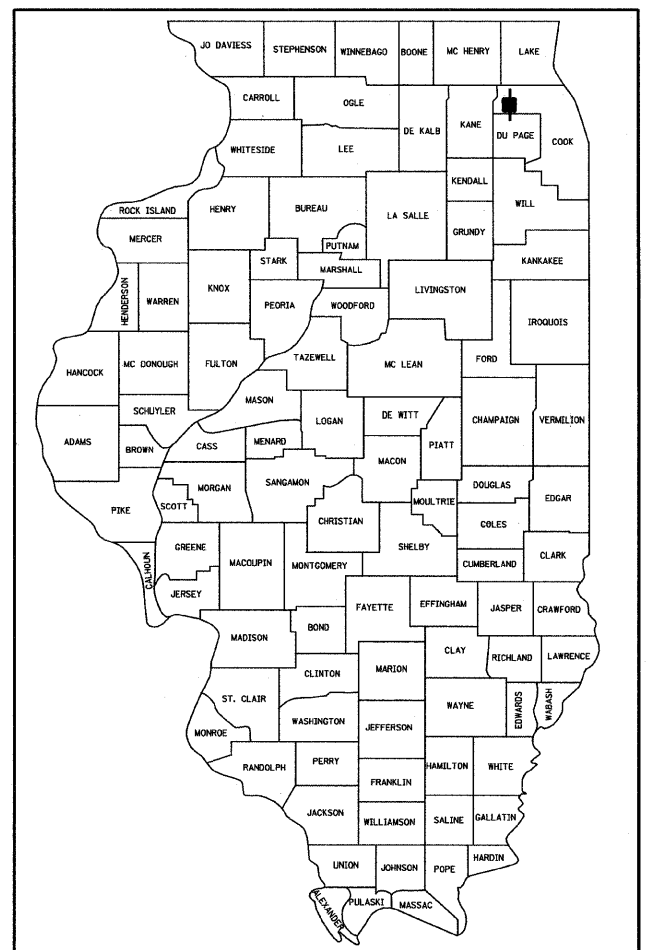 JO DAVIESS
STEPHENSON
WINNEBAGO
BOONE
MC HENRY
LAKE
CARROLL
OGLE
DE KALB
KANE
DU PAGE
COOK
WHITESIDE
LEE
KENDALL
WILL
ROCK ISLAND
HENRY
BUREAU
LA SALLE
GRUNDY
MERCER
PUTNAM
KANKAKEE
STARK
MARSHALL
HENDERSON
WARREN
KNOX
PEORIA
WOODFORD
LIVINGSTON
IROQUOIS
HANCOCK
MC DONOUGH
FULTON
TAZEWELL
MC LEAN
FORD
MASON
SCHUYLER
LOGAN
DE WITT
CHAMPAIGN
VERMILION
ADAMS
BROWN
CASS
MENARD
PIATT
MACON
MORGAN
SANGAMON
DOUGLAS
EDGAR
PIKE
SCOTT
CHRISTIAN
MOULTRIE
COLES
GREENE
MACOUPIN
SHELBY
CALHOUN
MONTGOMERY
CUMBERLAND
CLARK
JERSEY
FAYETTE
EFFINGHAM
JASPER
CRAWFORD
MADISON
BOND
CLAY
RICHLAND
LAWRENCE
MARION
CLINTON
ST. CLAIR
WAYNE
EDWARDS
WABASH
WASHINGTON
JEFFERSON
MONROE
RANDOLPH
PERRY
HAMILTON
WHITE
FRANKLIN
JACKSON
WILLIAMSON
SALINE
GALLATIN
UNION
JOHNSON
POPE
HARDIN
ALEXANDER
PULASKI
MASSAC